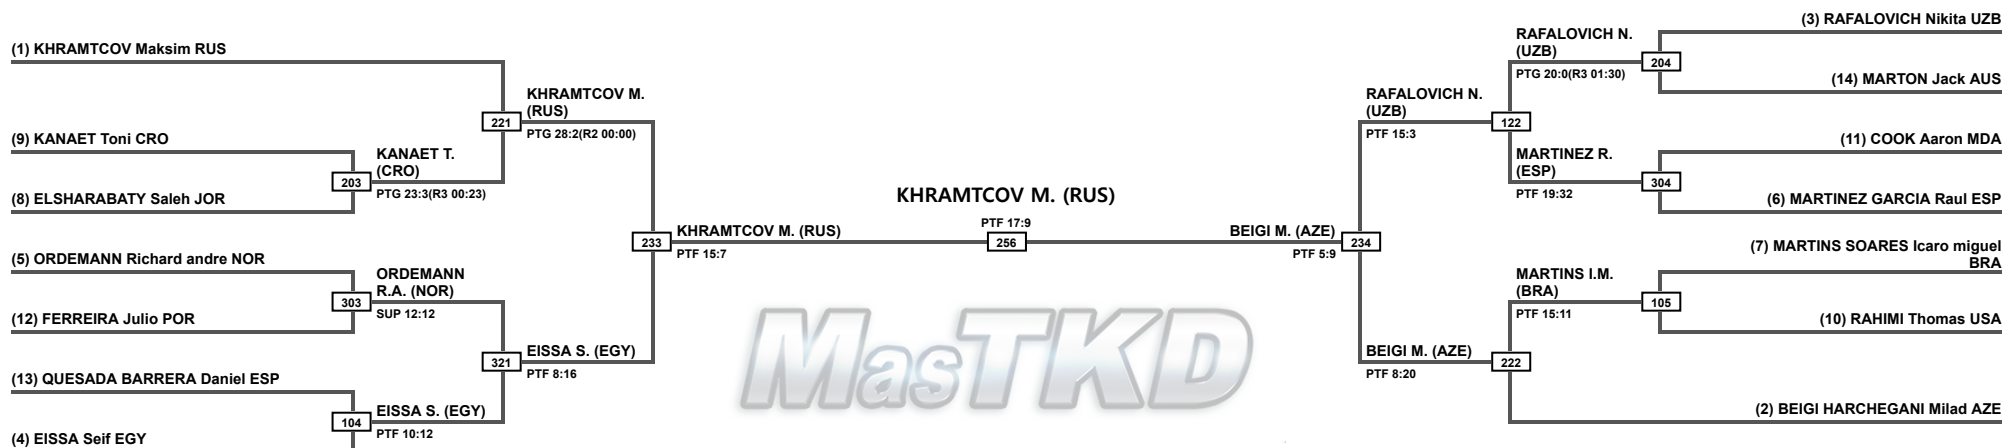 (1) KHRAMTCOV Maksim RUS
(9) KANAET Toni CRO
(8) ELSHARABATY Saleh JOR
(5) ORDEMANN Richard andre NOR
(12) FERREIRA Julio POR
(13) QUESADA BARRERA Daniel ESP
(4) EISSA Seif EGY
203
KANAET T.
(CRO)
PTG 23:3(R3 00:23)
303
ORDEMANN
R.A. (NOR)
SUP 12:12
104
EISSA S. (EGY)
PTF 10:12
221
KHRAMTCOV M.
(RUS)
PTG 28:2(R2 00:00)
321
EISSA S. (EGY)
PTF 8:16
233
KHRAMTCOV M. (RUS)
PTF 15:7
KHRAMTCOV M. (RUS)
PTF 17:9
256
MasTKD
BEIGI M. (AZE)
PTF 5:9
234
RAFALOVICH N.
(UZB)
PTF 15:3
122
BEIGI M. (AZE)
PTF 8:20
222
RAFALOVICH N.
(UZB)
PTG 20:0(R3 01:30)
204
MARTINEZ R.
(ESP)
PTF 19:32
304
MARTINS I.M.
(BRA)
PTF 15:11
105
(3) RAFALOVICH Nikita UZB
(14) MARTON Jack AUS
(11) COOK Aaron MDA
(6) MARTINEZ GARCIA Raul ESP
(7) MARTINS SOARES Icaro miguel
BRA
(10) RAHIMI Thomas USA
(2) BEIGI HARCHEGANI Milad AZE